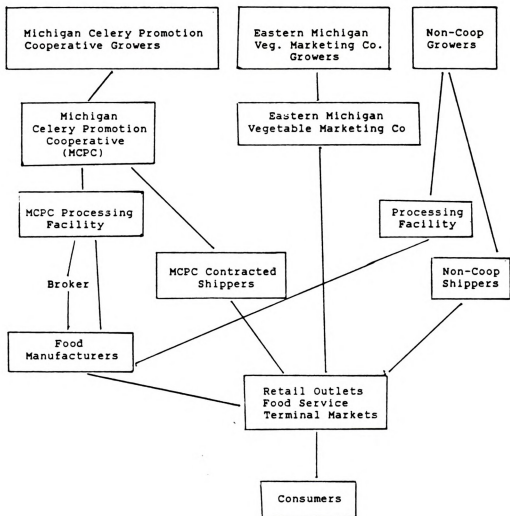 Michigan Celery Promotion
Cooperative Growers
Eastern Michigan
Veg. Marketing Co.
Growers
Non-Coop
Growers
Michigan
Celery Promotion
Cooperative
(MCPC)
Eastern Michigan
Vegetable Marketing Co
MCPC Processing
Facility
Processing
Facility
MCPC Contracted
Shippers
Non-Coop
Shippers
Broker
Food
Manufacturers
Retail Outlets
Food Service
Terminal Markets
Consumers